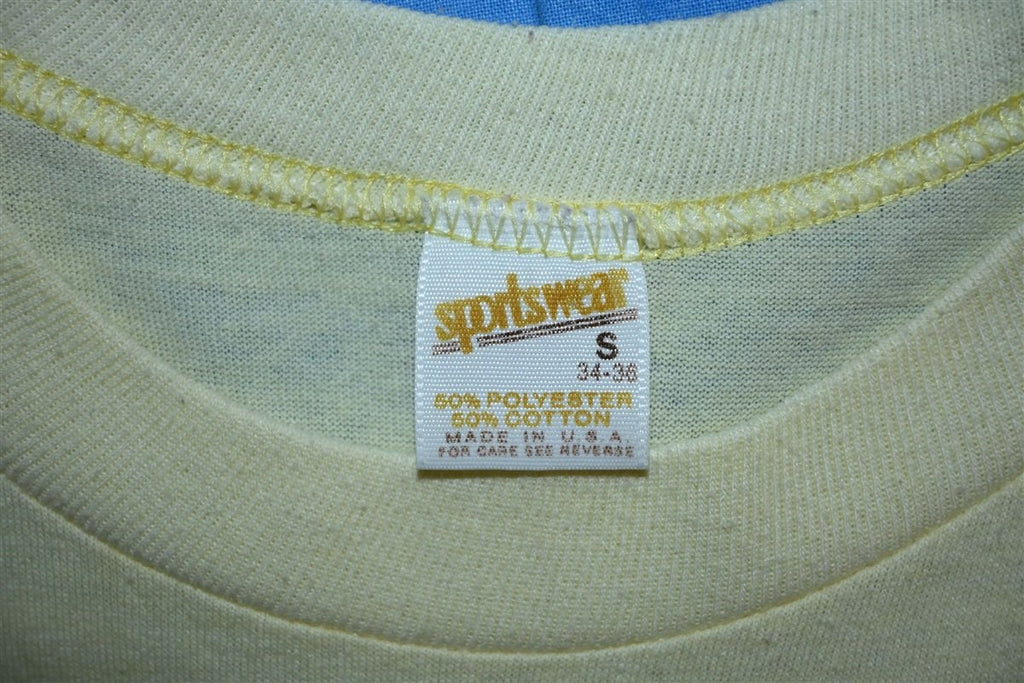 sportswear
S
34-36
50% POLYESTER
50% COTTON
MADE IN U.S.A.
FOR CARE SEE REVERSE